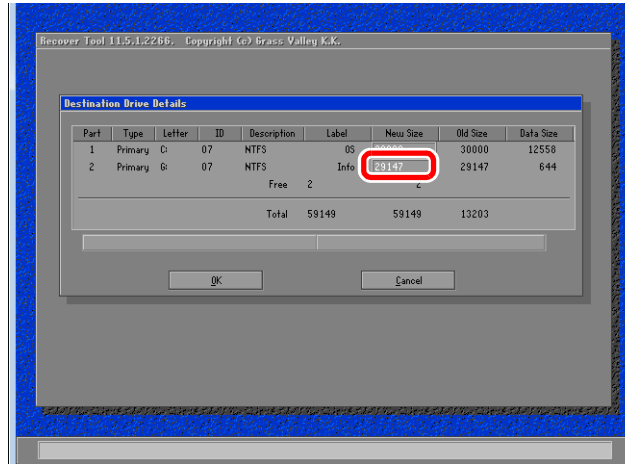 Recover Tool 11.5.1.2266. Copyright (c) Grass Valley K.K.
Destination Drive Details
Part Type Letter ID Description Label New Size Old Size Data Size
1 Primary C: 07 NTFS OS 30000 12558
2 Primary G: 07 NTFS Info 29147 29147 644
Free 2 2
Total 59149 59149 13203
OK Cancel